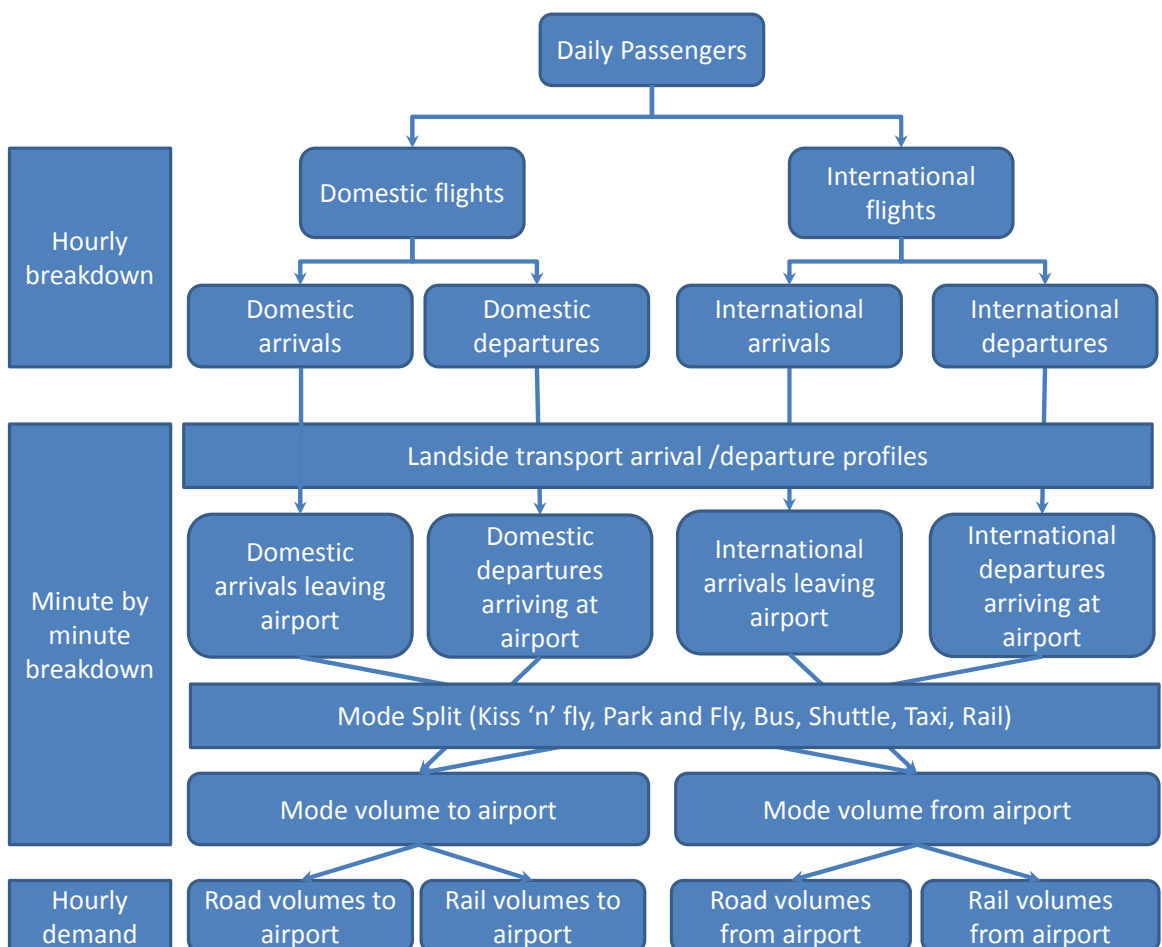 Daily Passengers
Domestic flights
International
flights
Hourly
breakdown
Domestic
arrivals
Domestic
departures
International
arrivals
International
departures
Landside transport arrival /departure profiles
Minute by
minute
breakdown
Domestic
arrivals leaving
airport
Domestic
departures
arriving at
airport
International
arrivals leaving
airport
International
departures
arriving at
airport
Mode Split (Kiss ‘n’ fly, Park and Fly, Bus, Shuttle, Taxi, Rail)
Mode volume to airport
Mode volume from airport
Hourly
demand
Road volumes to
airport
Rail volumes to
airport
Road volumes
from airport
Rail volumes
from airport